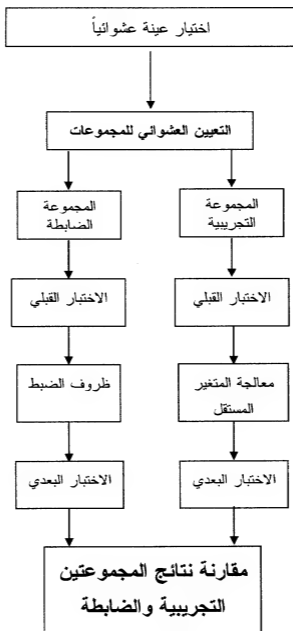 اختيار عينة عشوائياً
التعيين العشوائي للمجموعات
المجموعة
التجريبية
المجموعة
الضابطة
الاختبار القبلي
الاختبار القبلي
معالجة المتغير
المستقل
ظروف الضبط
الاختبار البعدي
الاختبار البعدي
مقارنة نتائج المجموعتين
التجريبية والضابطة